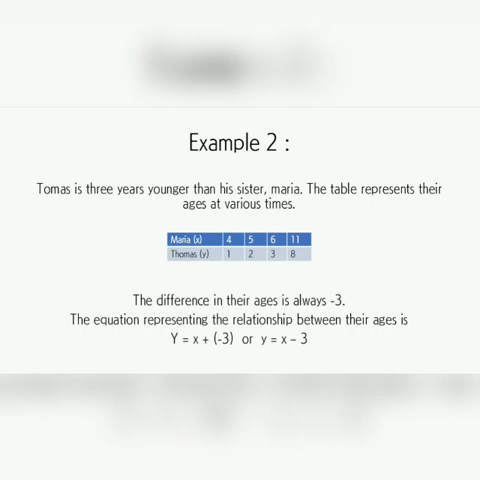 Example 2 :
Tomas is three years younger than his sister, maria. The table represents their
ages at various times.
Maria (x) 4 5 6 11
Thomas (y) 1 2 3 8
The difference in their ages is always -3.
The equation representing the relationship between their ages is
Y = x + (-3) or y = x – 3